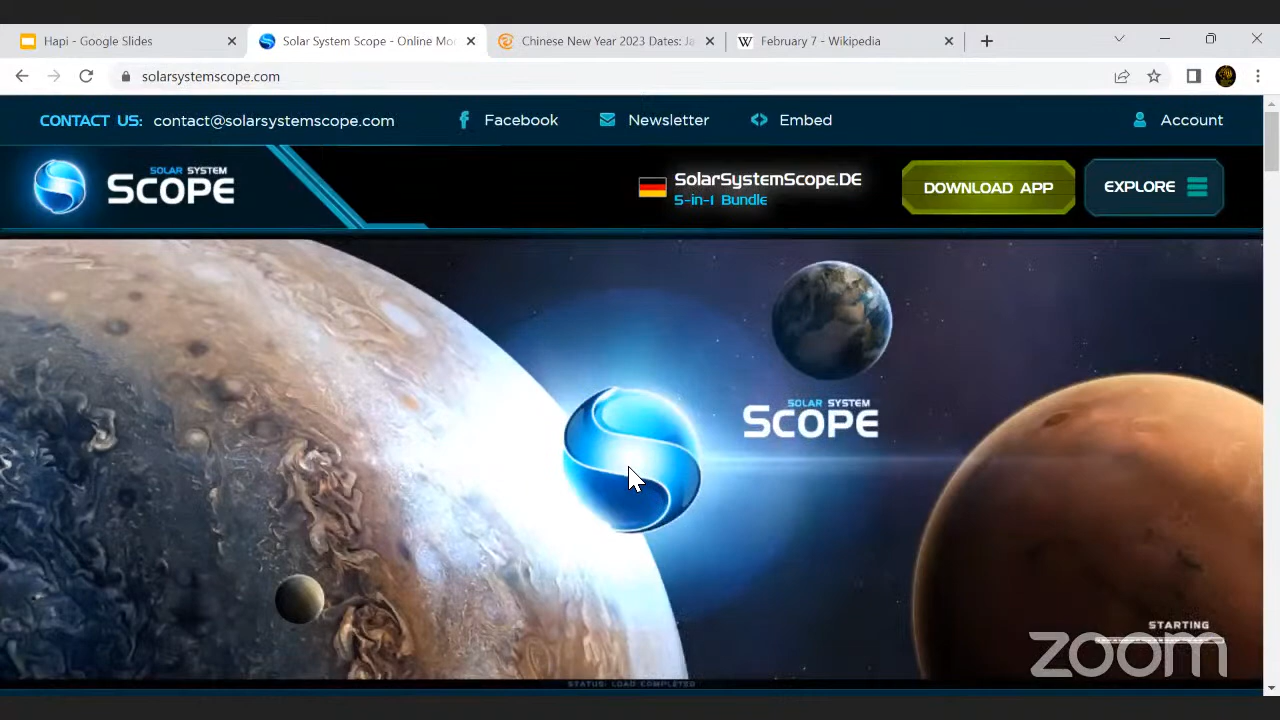 Hapi - Google Slides
Solar System Scope - Online Mo
Chinese New Year 2023 Dates: Ja
February 7 - Wikipedia
solarsystemscope.com
CONTACT US: contact@solarsystemscope.com
Facebook
Newsletter
Embed
Account
SOLAR SYSTEM
SCOPE
SolarSystemScope.DE
5-in-1 Bundle
DOWNLOAD APP
EXPLORE
SOLAR SYSTEM
SCOPE
STARTING
zoom
STATUS: LOAD COMPLETED